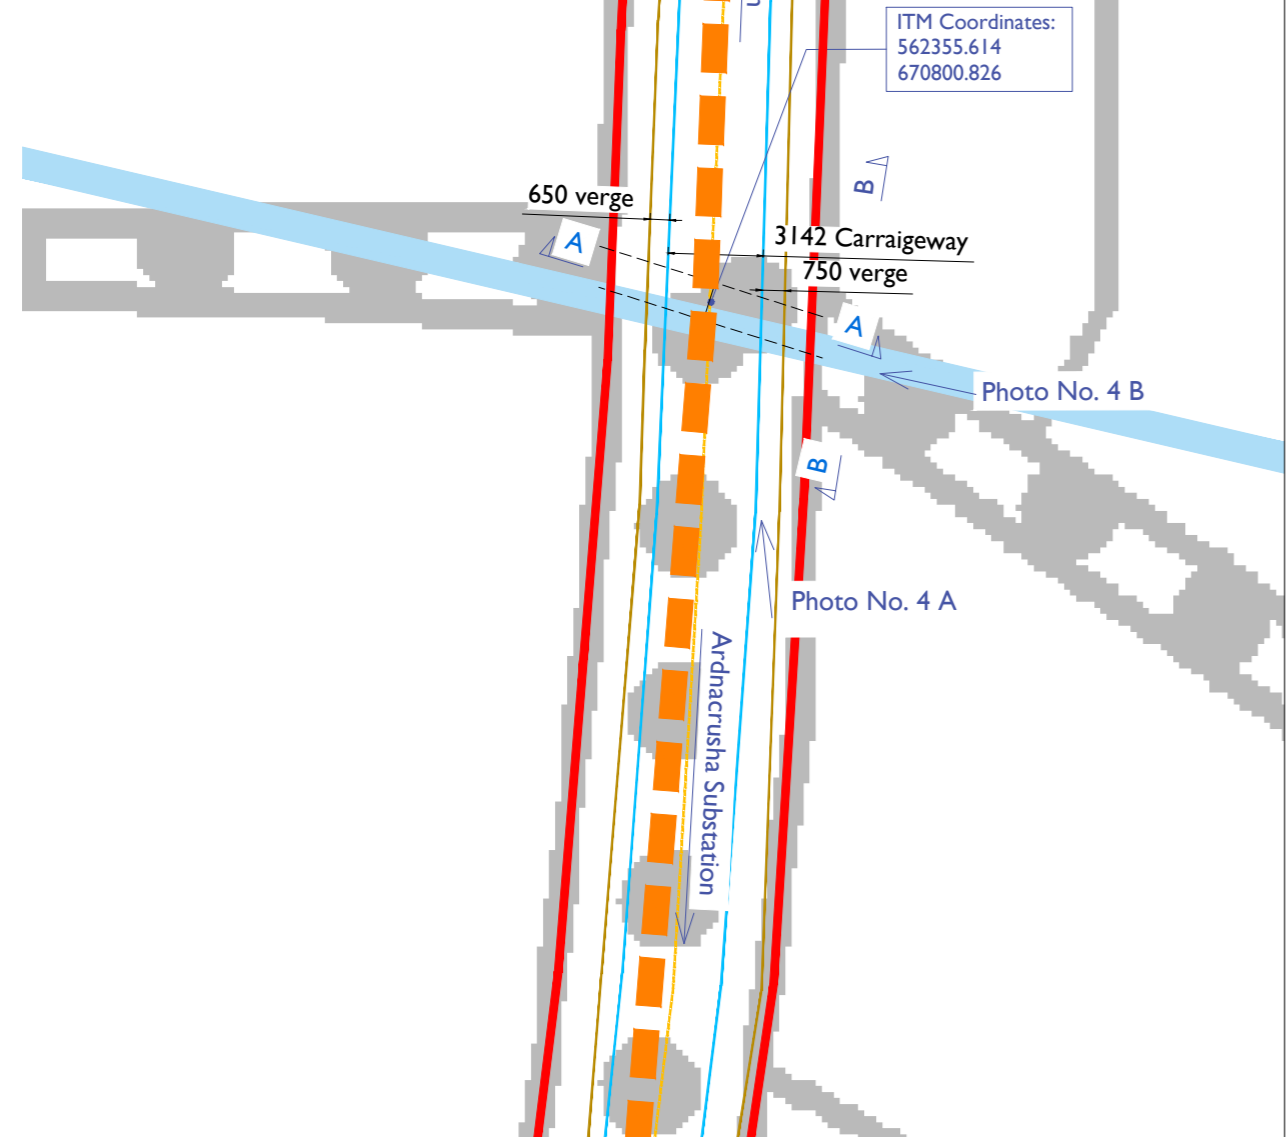 ITM Coordinates:
562355.614
670800.826
B
650 verge
A
3142 Carraigeway
750 verge
A
Photo No. 4 B
B
Photo No. 4 A
Ardnacrusha Substation